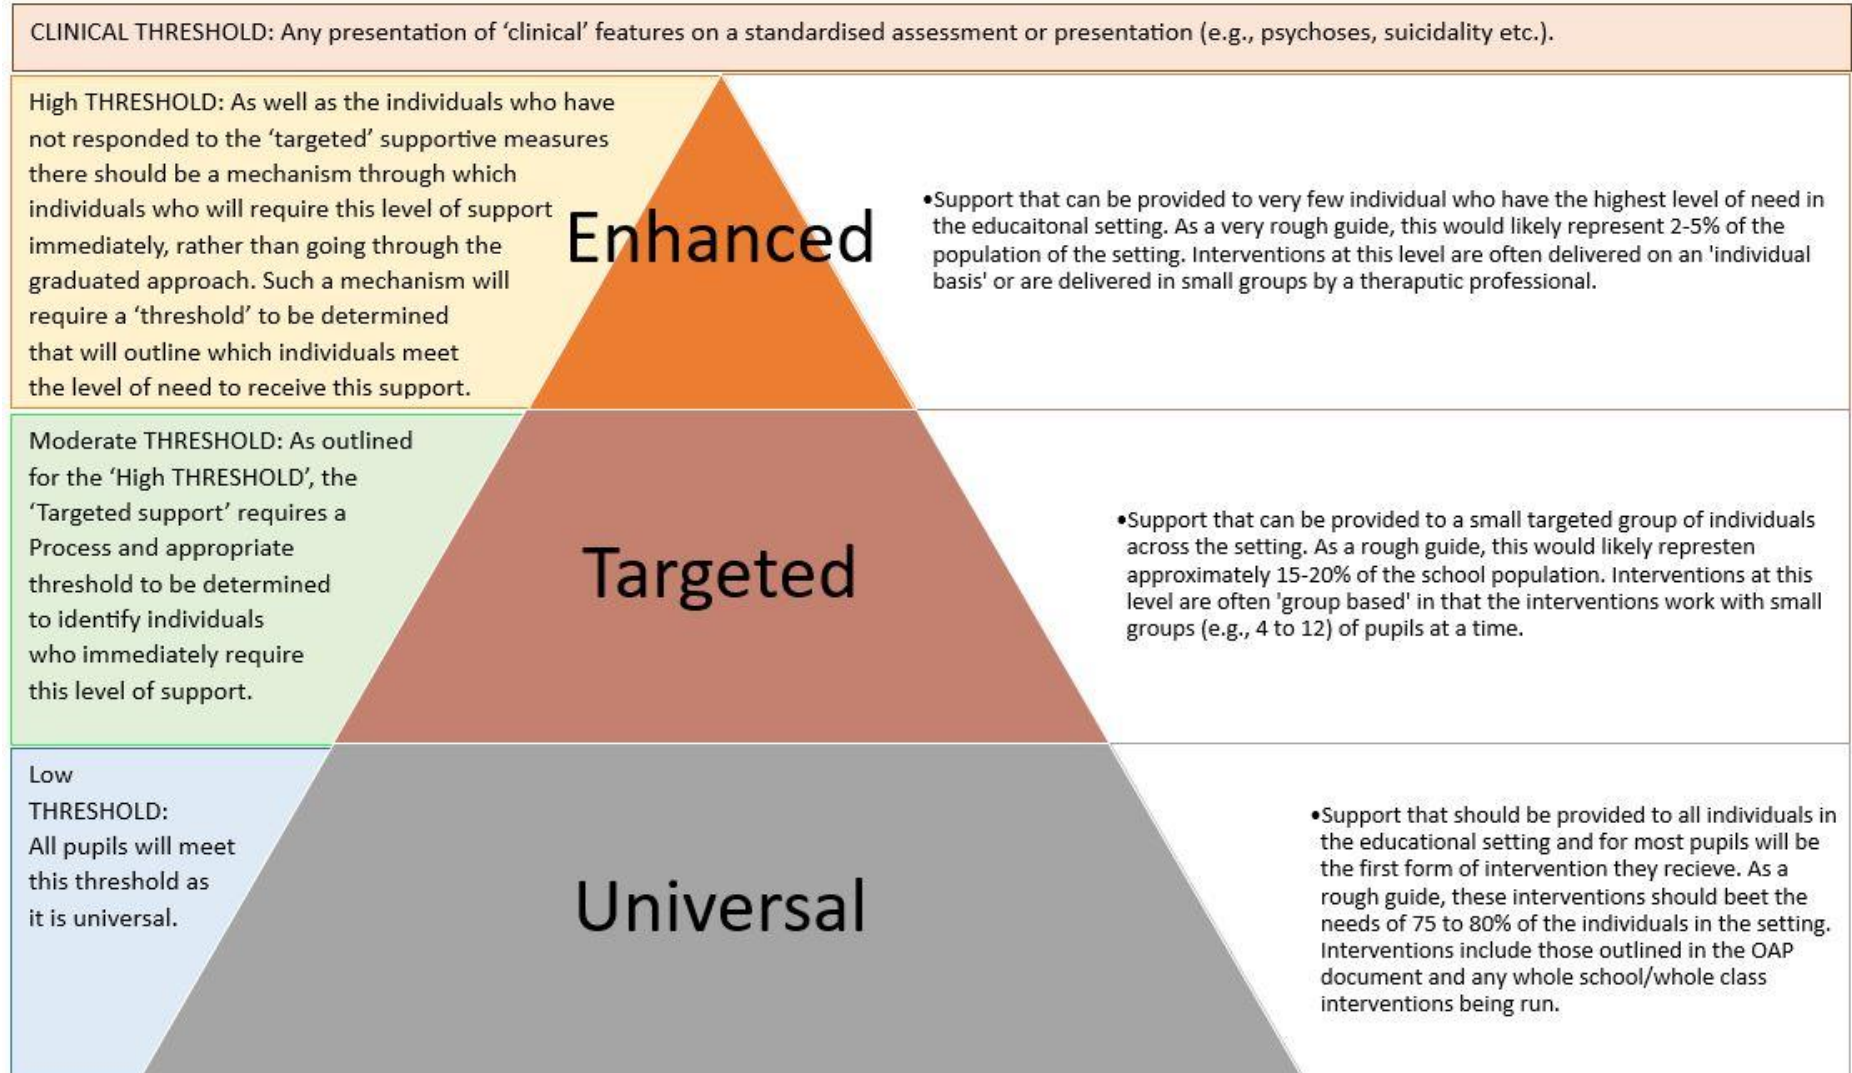 CLINICAL THRESHOLD: Any presentation of ‘clinical’ features on a standardised assessment or presentation (e.g., psychoses, suicidality etc.).
High THRESHOLD: As well as the individuals who have
not responded to the ‘targeted’ supportive measures
there should be a mechanism through which
individuals who will require this level of support
immediately, rather than going through the
graduated approach. Such a mechanism will
require a ‘threshold’ to be determined
that will outline which individuals meet
the level of need to receive this support.
Enhanced
•Support that can be provided to very few individual who have the highest level of need in
the educaitonal setting. As a very rough guide, this would likely represent 2-5% of the
population of the setting. Interventions at this level are often delivered on an 'individual
basis' or are delivered in small groups by a theraputic professional.
Moderate THRESHOLD: As outlined
for the ‘High THRESHOLD’, the
‘Targeted support’ requires a
Process and appropriate
threshold to be determined
to identify individuals
who immediately require
this level of support.
Targeted
•Support that can be provided to a small targeted group of individuals
across the setting. As a rough guide, this would likely represten
approximately 15-20% of the school population. Interventions at this
level are often 'group based' in that the interventions work with small
groups (e.g., 4 to 12) of pupils at a time.
Low
THRESHOLD:
All pupils will meet
this threshold as
it is universal.
Universal
•Support that should be provided to all individuals in
the educational setting and for most pupils will be
the first form of intervention they recieve. As a
rough guide, these interventions should beet the
needs of 75 to 80% of the individuals in the setting.
Interventions include those outlined in the OAP
document and any whole school/whole class
interventions being run.